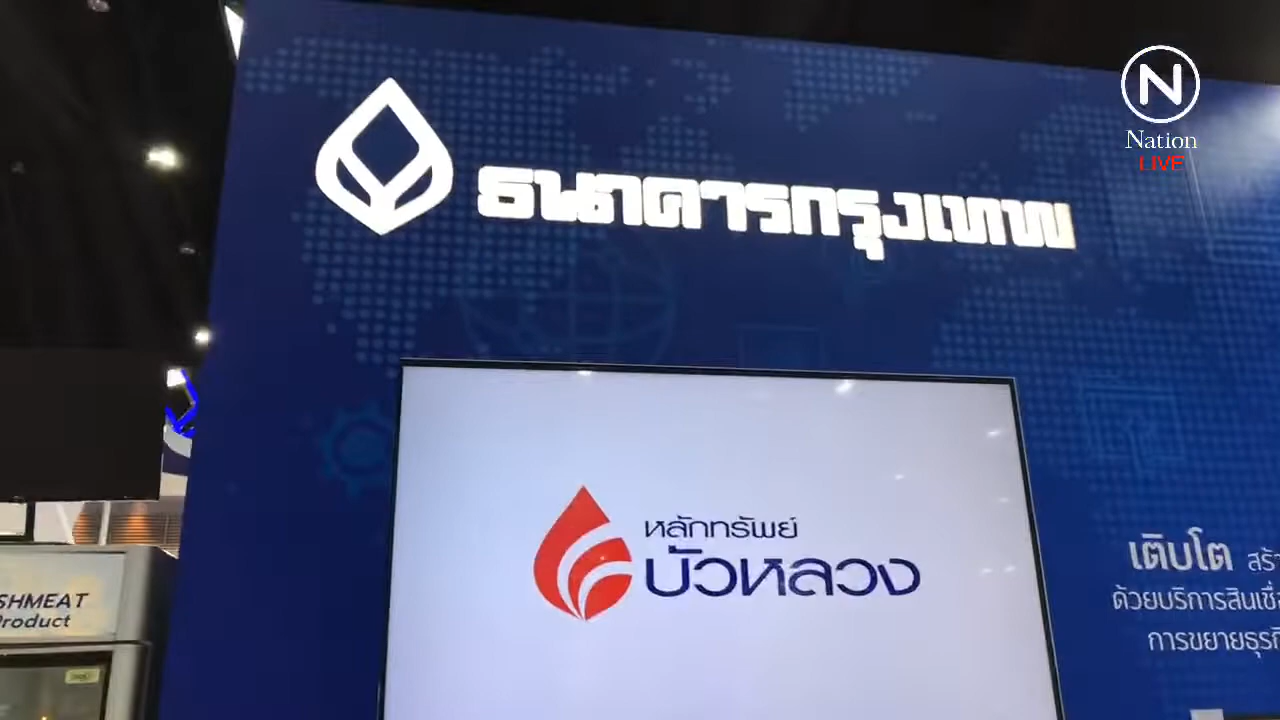 Nation
LIVE
ธนาคารกรุงเทพ
หลักทรัพย์
บัวหลวง
เติบโต
ด้วยบริการสินเชื่อ
การขยายธุรกิ
SHMEAT
Product